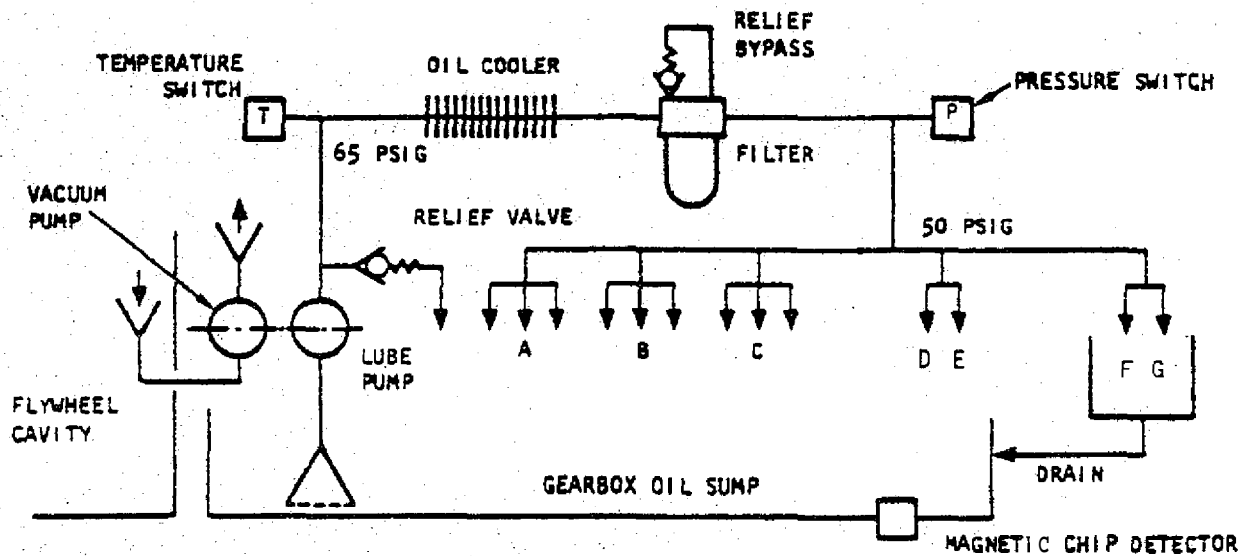 RELIEF
BYPASS
TEMPERATURE
SWITCH
OIL COOLER
PRESSURE SWITCH
T
P
65 PSIG
FILTER
VACUUM
PUMP
RELIEF VALVE
50 PSIG
A
B
C
D E
F G
LUBE
PUMP
FLYWHEEL
CAVITY
GEARBOX OIL SUMP
DRAIN
MAGNETIC CHIP DETECTOR